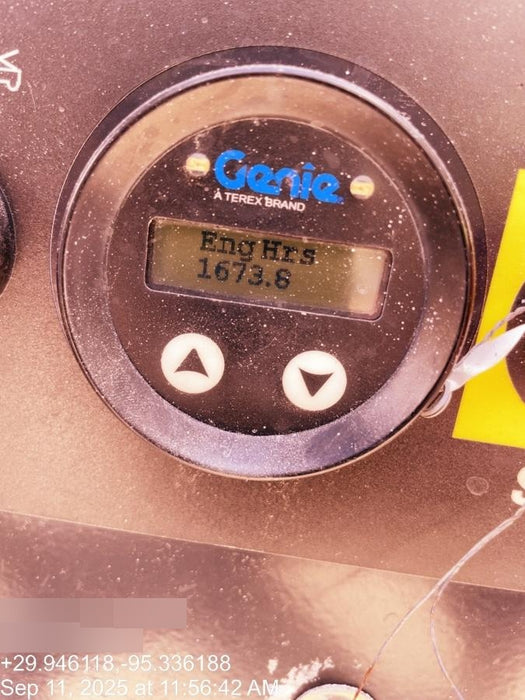 Genie
A TEREX BRAND
Eng Hrs
1673.8
+29.946118,-95.336188
Sep 11, 2025 at 11:56:42 AM